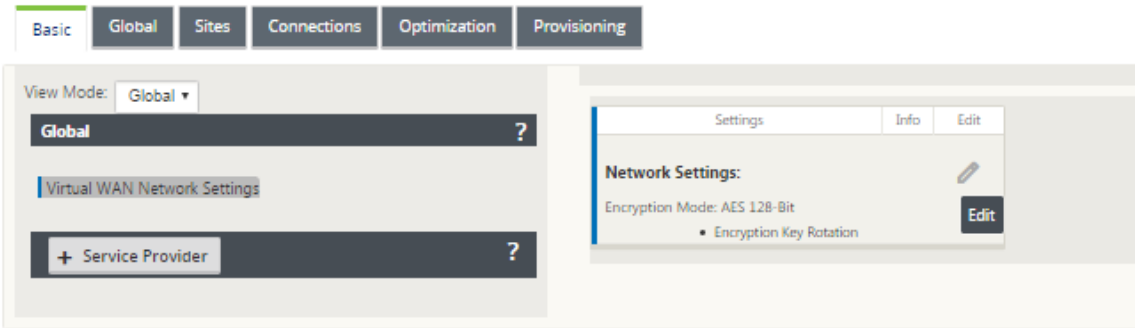 Basic Global Sites Connections Optimization Provisioning
View Mode: Global ▾
Global ?
Virtual WAN Network Settings
+ Service Provider ?
Settings Info Edit
Network Settings:
Encryption Mode: AES 128-Bit
Edit
• Encryption Key Rotation